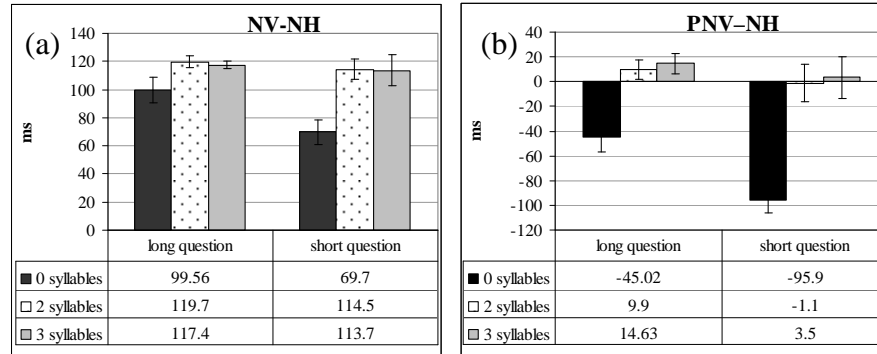 (a)
NV-NH
ms
140
120
100
80
60
40
20
0
long question short question
0 syllables 99.56 69.7
2 syllables 119.7 114.5
3 syllables 117.4 113.7
(b)
PNV–NH
ms
40
20
0
-20
-40
-60
-80
-100
-120
long question short question
0 syllables -45.02 -95.9
2 syllables 9.9 -1.1
3 syllables 14.63 3.5